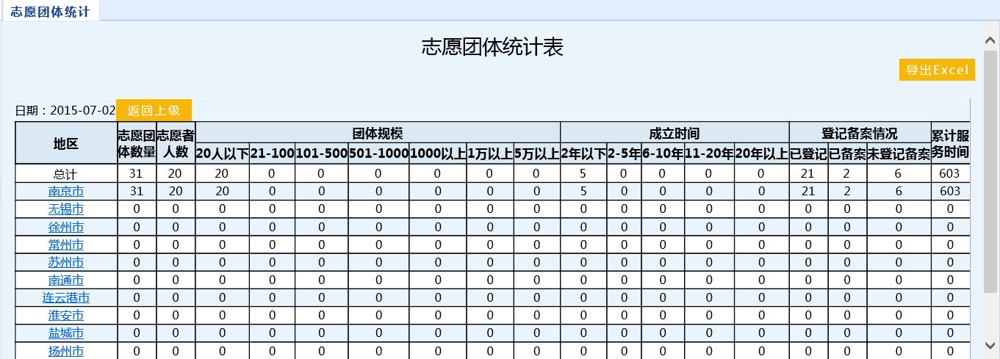 志愿团体统计
志愿团体统计表
导出Excel
日期：2015-07-02 返回上级
地区 志愿团体数量 志愿者人数 团体规模 成立时间 登记备案情况 累计服务时间
20人以下 21-100 101-500 501-1000 1000以上 1万以上 5万以上 2年以下 2-5年 6-10年 11-20年 20年以上 已登记 已备案 未登记备案
总计 31 20 20 0 0 0 0 0 0 5 0 0 0 0 21 2 6 603
南京市 31 20 20 0 0 0 0 0 0 5 0 0 0 0 21 2 6 603
无锡市 0 0 0 0 0 0 0 0 0 0 0 0 0 0 0 0 0 0
徐州市 0 0 0 0 0 0 0 0 0 0 0 0 0 0 0 0 0 0
常州市 0 0 0 0 0 0 0 0 0 0 0 0 0 0 0 0 0 0
苏州市 0 0 0 0 0 0 0 0 0 0 0 0 0 0 0 0 0 0
南通市 0 0 0 0 0 0 0 0 0 0 0 0 0 0 0 0 0 0
连云港市 0 0 0 0 0 0 0 0 0 0 0 0 0 0 0 0 0 0
淮安市 0 0 0 0 0 0 0 0 0 0 0 0 0 0 0 0 0 0
盐城市 0 0 0 0 0 0 0 0 0 0 0 0 0 0 0 0 0 0
扬州市 0 0 0 0 0 0 0 0 0 0 0 0 0 0 0 0 0 0